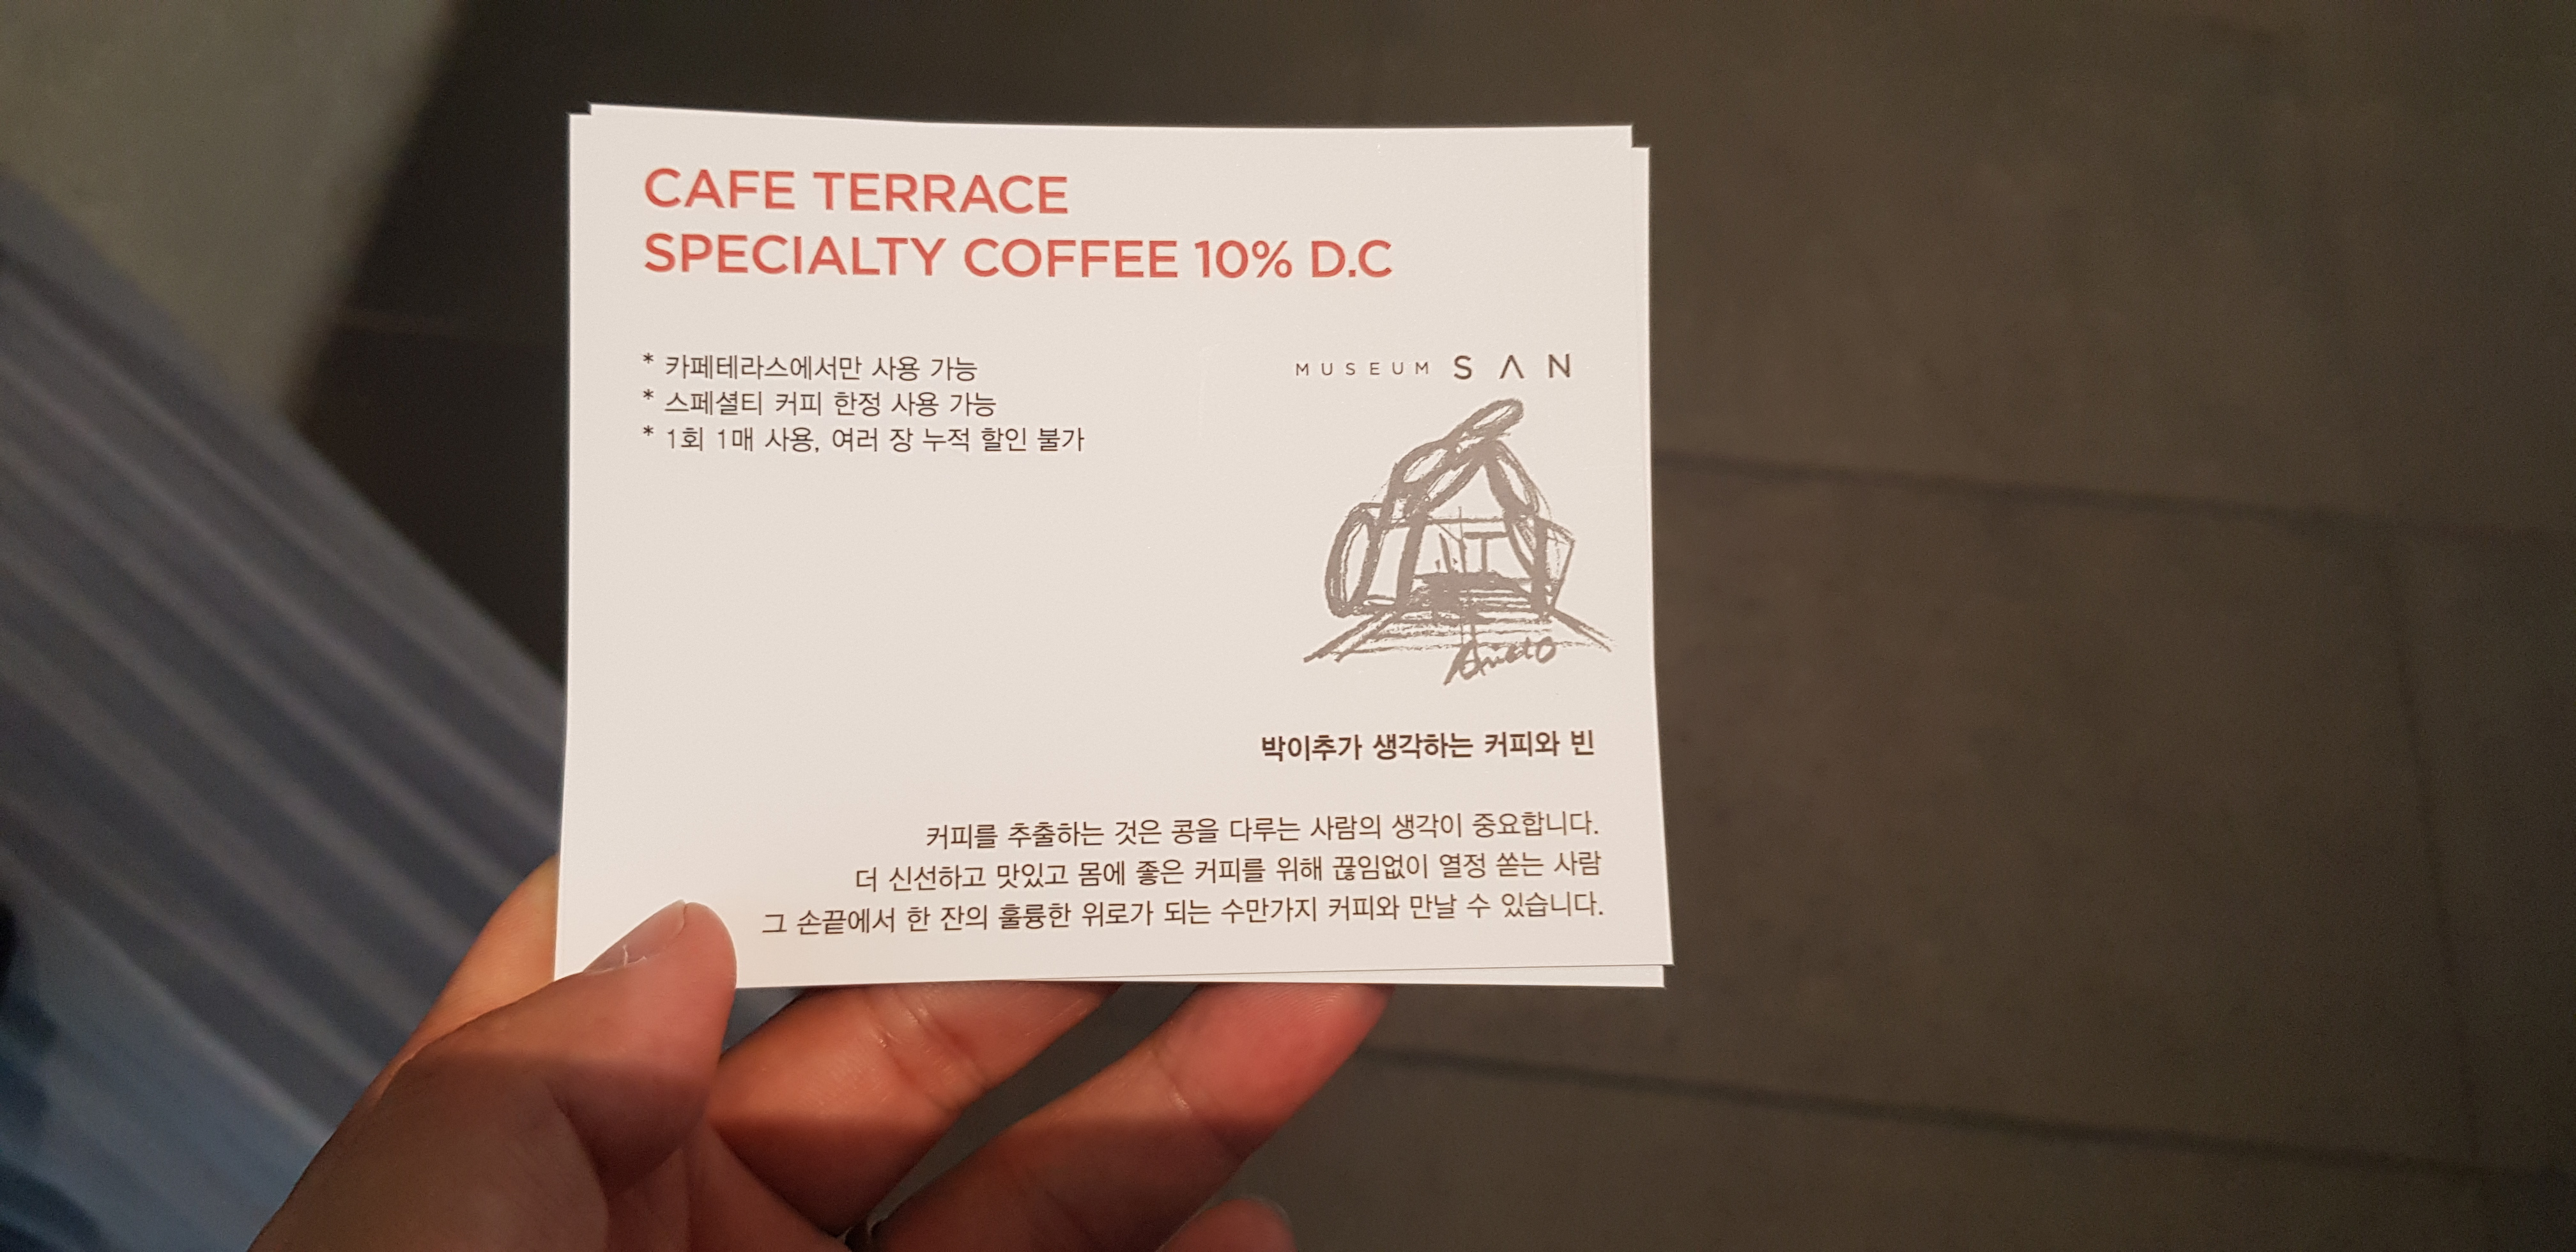 CAFE TERRACE
SPECIALTY COFFEE 10% D.C
* 카페테라스에서만 사용 가능
* 스페셜티 커피 한정 사용 가능
* 1회 1매 사용, 여러 장 누적 할인 불가
MUSEUM SAN
Ando
박이추가 생각하는 커피와 빈
커피를 추출하는 것은 콩을 다루는 사람의 생각이 중요합니다.
더 신선하고 맛있고 몸에 좋은 커피를 위해 끊임없이 열정 쏟는 사람
그 손끝에서 한 잔의 훌륭한 위로가 되는 수만가지 커피와 만날 수 있습니다.